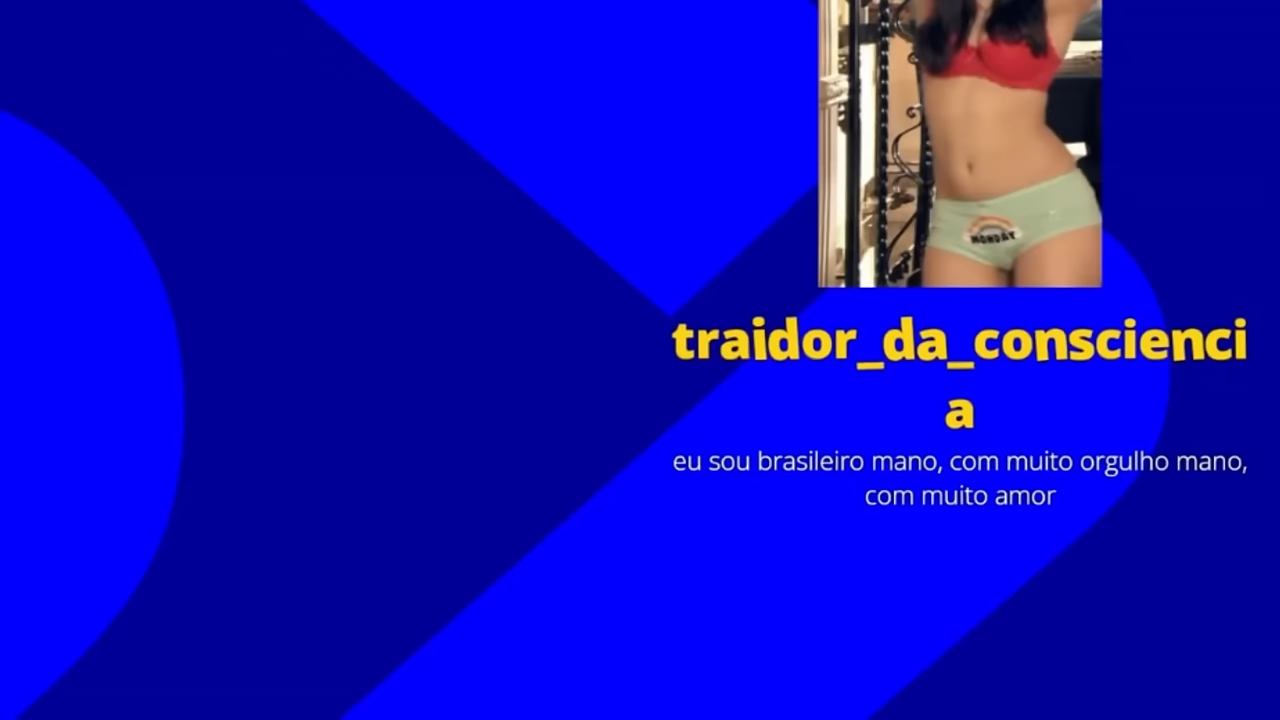 MONDAY
traidor_da_conscienci
a
eu sou brasileiro mano, com muito orgulho mano,
com muito amor